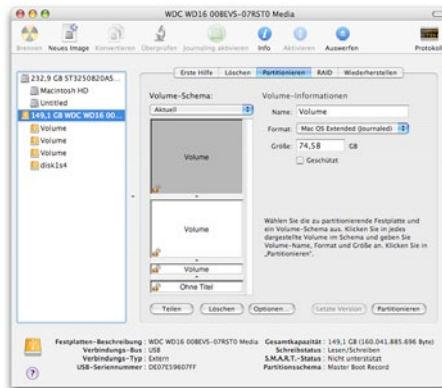 WDC WD16 00BEVS-07RST0 Media
Brennen Neues Image Konvertieren Überprüfen Journaling aktivieren Info Aktivieren Auswerfen Protokoll
232,9 GB ST3250820AS...
Macintosh HD
Untitled
149,1 GB WDC WD16 00...
Volume
Volume
Volume
disk1s4
Erste Hilfe Löschen Partitionieren RAID Wiederherstellen
Volume-Schema:
Aktuell
Volume
Volume
Volume
Ohne Titel
Volume-Informationen
Name: Volume
Format: Mac OS Extended (Journaled)
Größe: 74,58 GB
Geschützt
Wählen Sie die zu partitionierende Festplatte und
ein Volume-Schema aus. Klicken Sie in jedes
dargestellte Volume im Schema und geben Sie
Volume-Name, Format und Größe an. Klicken Sie in
„Partitionieren“.
Teilen Löschen Optionen... Letzte Version Partitionieren
Festplatten-Beschreibung : WDC WD16 00BEVS-07RST0 Media
Verbindungs-Bus : USB
Verbindungs-Typ : Extern
USB-Seriennummer : DE07E59607FF
Gesamtkapazität : 149,1 GB (160.041.885.696 Byte)
Schreibstatus : Lesen/Schreiben
S.M.A.R.T.-Status : Nicht unterstützt
Partitionsschema : Master Boot Record
?